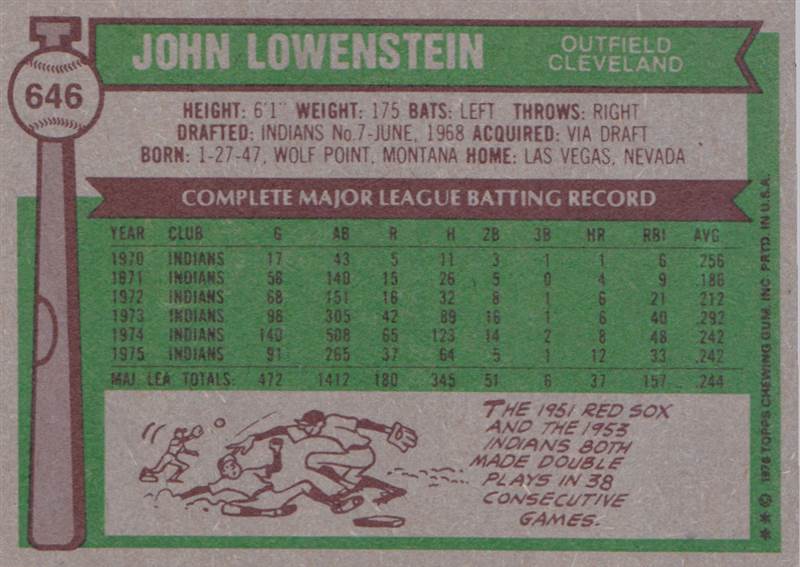 JOHN LOWENSTEIN
OUTFIELD
CLEVELAND
646
HEIGHT: 6'1" WEIGHT: 175 BATS: LEFT THROWS: RIGHT
DRAFTED: INDIANS No.7-JUNE, 1968 ACQUIRED: VIA DRAFT
BORN: 1-27-47, WOLF POINT, MONTANA HOME: LAS VEGAS, NEVADA
COMPLETE MAJOR LEAGUE BATTING RECORD
YEAR CLUB G AB R H 2B 3B HR RBI AVG
1970 INDIANS 17 43 5 11 3 1 1 6 .256
1971 INDIANS 58 140 15 26 5 0 4 9 .186
1972 INDIANS 68 151 16 32 8 1 6 21 .212
1973 INDIANS 98 305 42 89 16 1 6 40 .292
1974 INDIANS 140 508 65 123 14 2 8 48 .242
1975 INDIANS 91 265 37 64 5 1 12 33 .242
MAJ. LEA. TOTALS: 472 1412 180 345 51 6 37 157 .244
THE 1951 RED SOX
AND THE 1953
INDIANS BOTH
MADE DOUBLE
PLAYS IN 38
CONSECUTIVE
GAMES.
** © 1976 TOPPS CHEWING GUM, INC. PRTD. IN U.S.A.